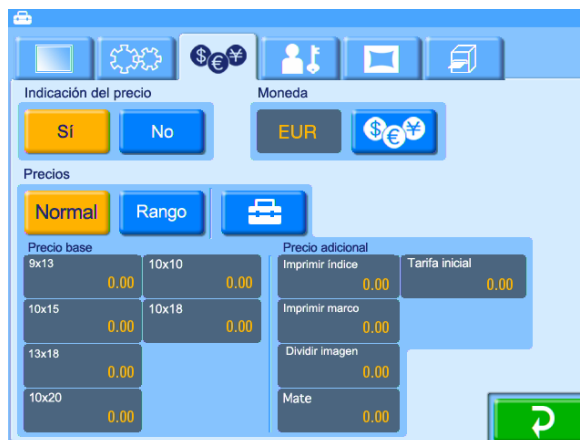 Indicación del precio
Moneda
Sí
No
EUR
Precios
Normal
Rango
Precio base
Precio adicional
9x13
0.00
10x10
0.00
Imprimir índice
0.00
Tarifa inicial
0.00
10x15
0.00
10x18
0.00
Imprimir marco
0.00
13x18
0.00
Dividir imagen
0.00
10x20
0.00
Mate
0.00